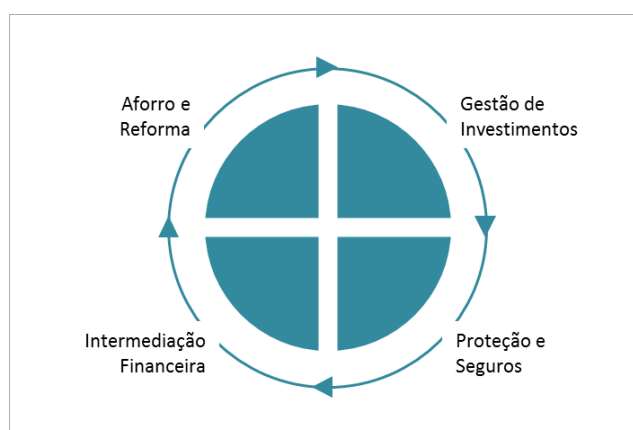 Aforro e
Reforma
Gestão de
Investimentos
Intermediação
Financeira
Proteção e
Seguros